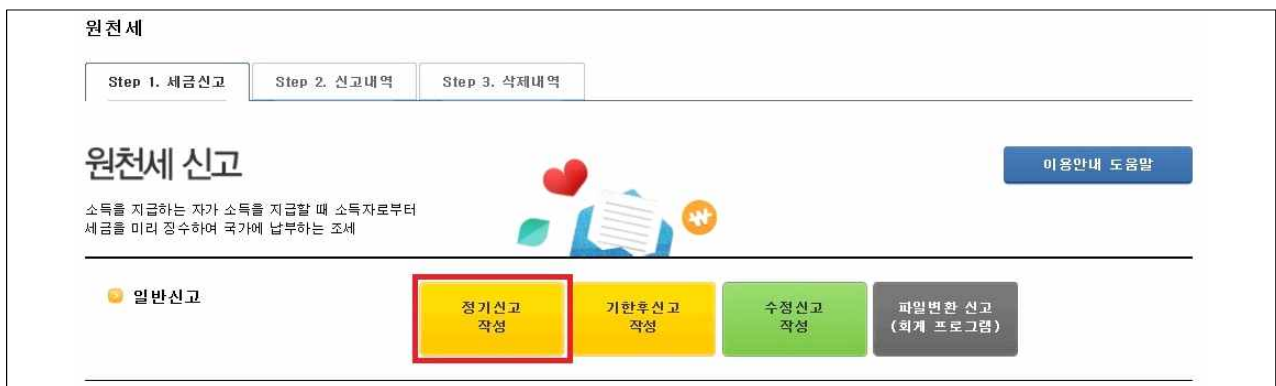 원천세
Step 1. 세금신고 Step 2. 신고내역 Step 3. 삭제내역
원천세 신고
이용안내 도움말
소득을 지급하는 자가 소득을 지급할 때 소득자로부터
세금을 미리 징수하여 국가에 납부하는 조세
₩
일반신고
정기신고
작성
기한후신고
작성
수정신고
작성
파일변환 신고
(회계 프로그램)